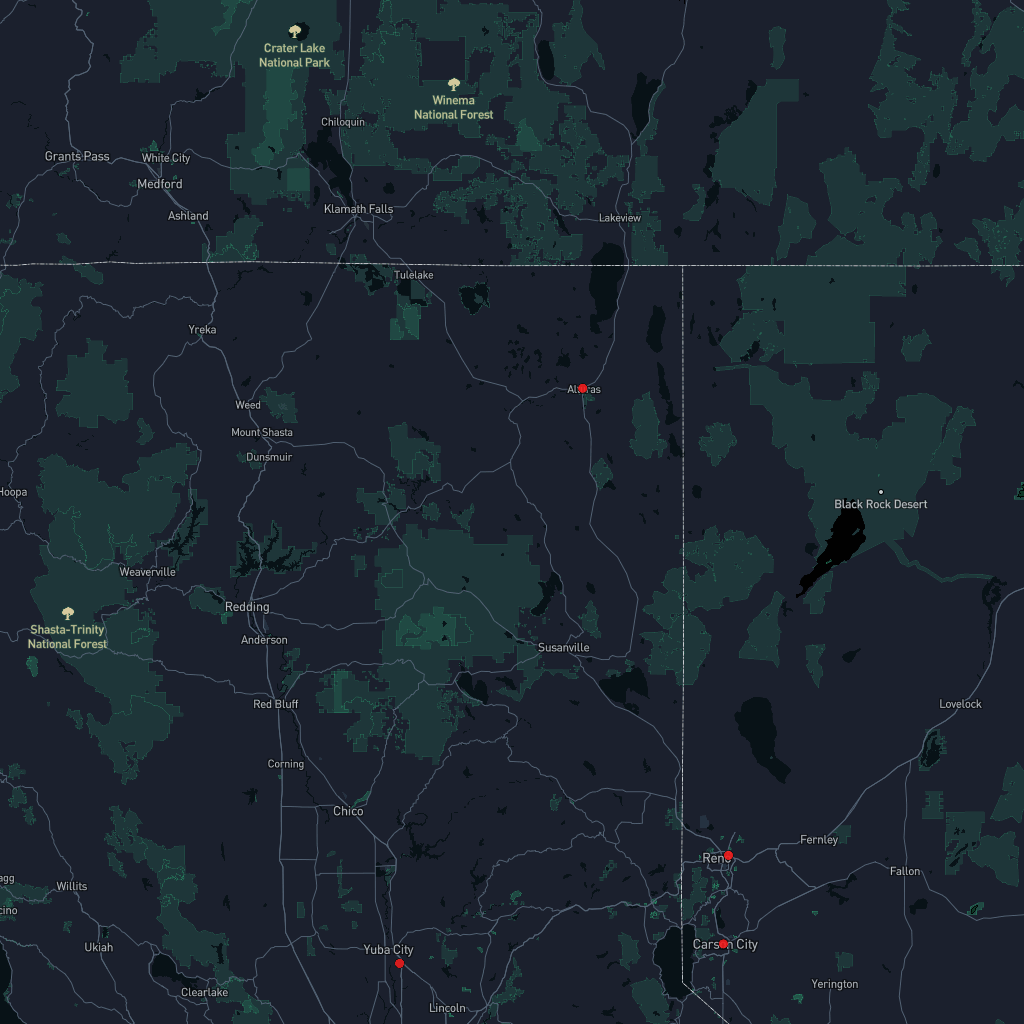 Crater Lake
National Park
Winema
National Forest
Chiloquin
Grants Pass
White City
Medford
Klamath Falls
Ashland
Lakeview
Tulelake
Yreka
Alturas
Weed
Mount Shasta
Dunsmuir
Hoopa
Black Rock Desert
Weaverville
Redding
Shasta-Trinity
National Forest
Anderson
Susanville
Red Bluff
Lovelock
Corning
Chico
Fernley
Reno
Fallon
agg
Willits
cino
Ukiah
Yuba City
Carson City
Clearlake
Yerington
Lincoln